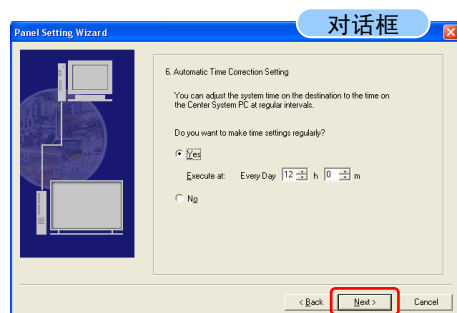 对话框
Panel Setting Wizard
6. Automatic Time Correction Setting
You can adjust the system time on the destination to the time on
the Center System PC at regular intervals.
Do you want to make time settings regularly?
Yes
Execute at: Every Day 12 h 0 m
No
< Back Next > Cancel